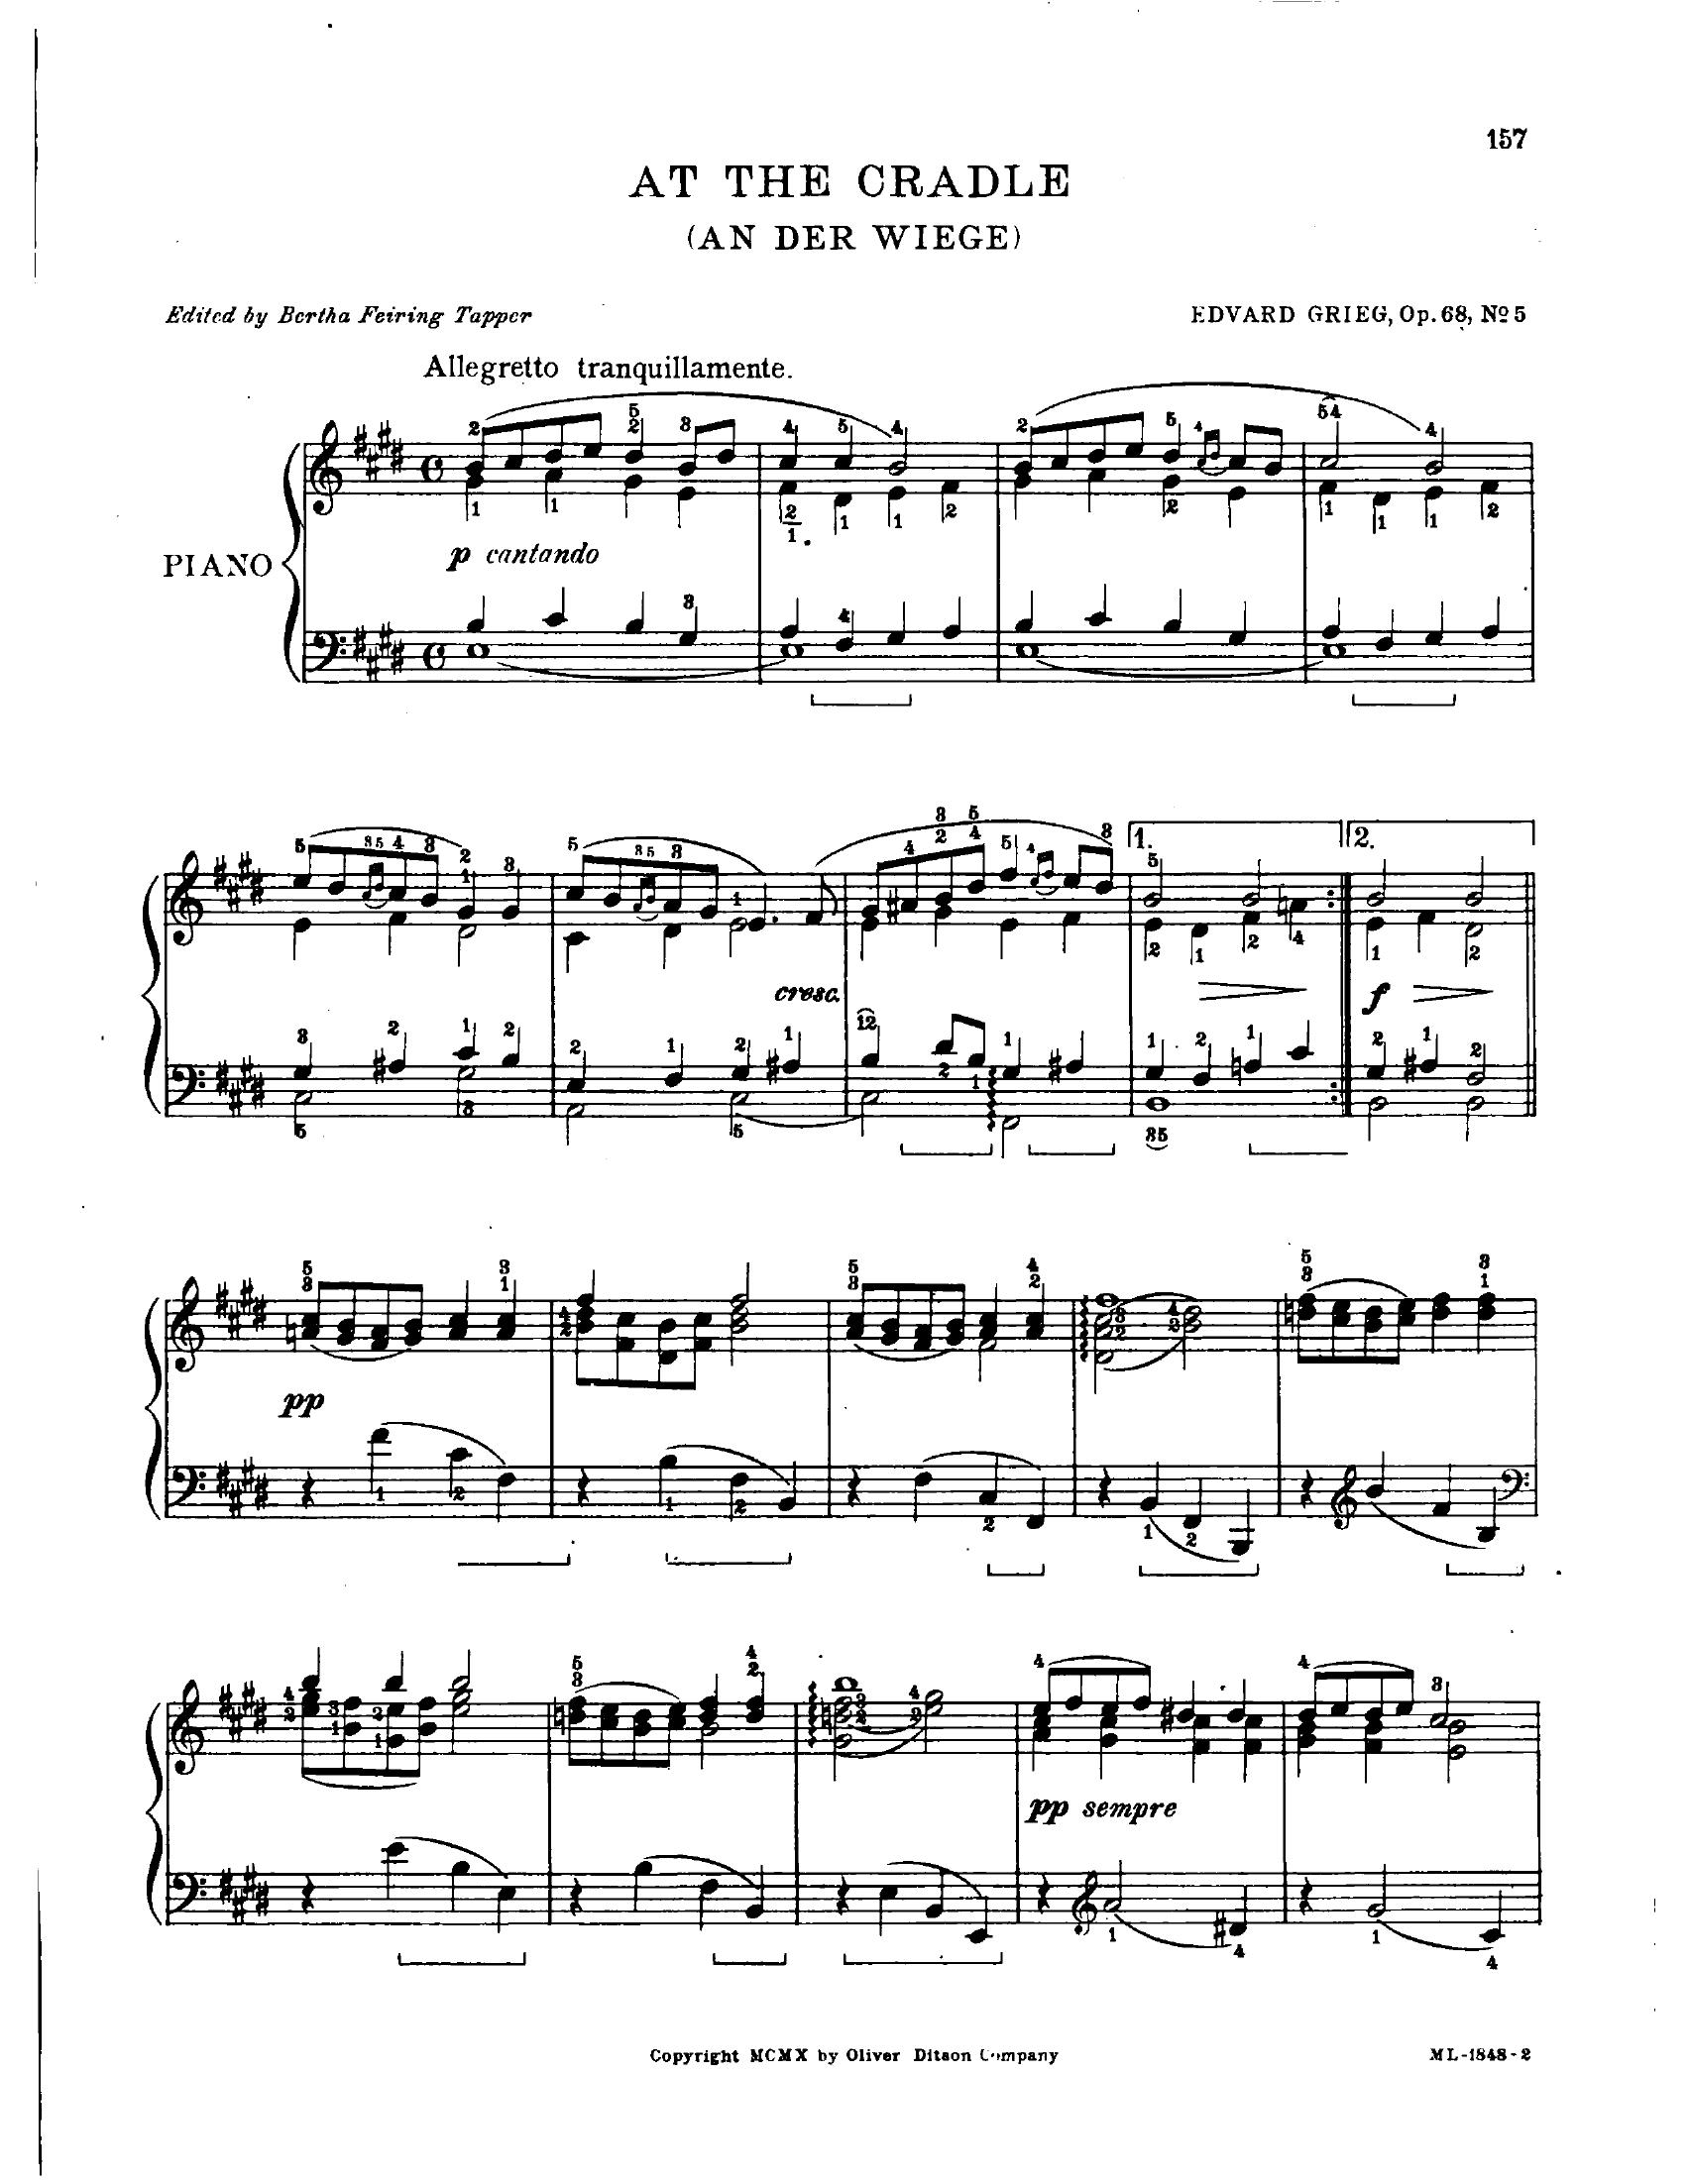 157
AT THE CRADLE
(AN DER WIEGE)
Edited by Bertha Feiring Tapper
EDVARD GRIEG, Op. 68, No 5
Allegretto tranquillamente.
PIANO
p cantando
cresc.
1.
2.
f
pp
pp sempre
Copyright MCMX by Oliver Ditson Company
ML-1848-2